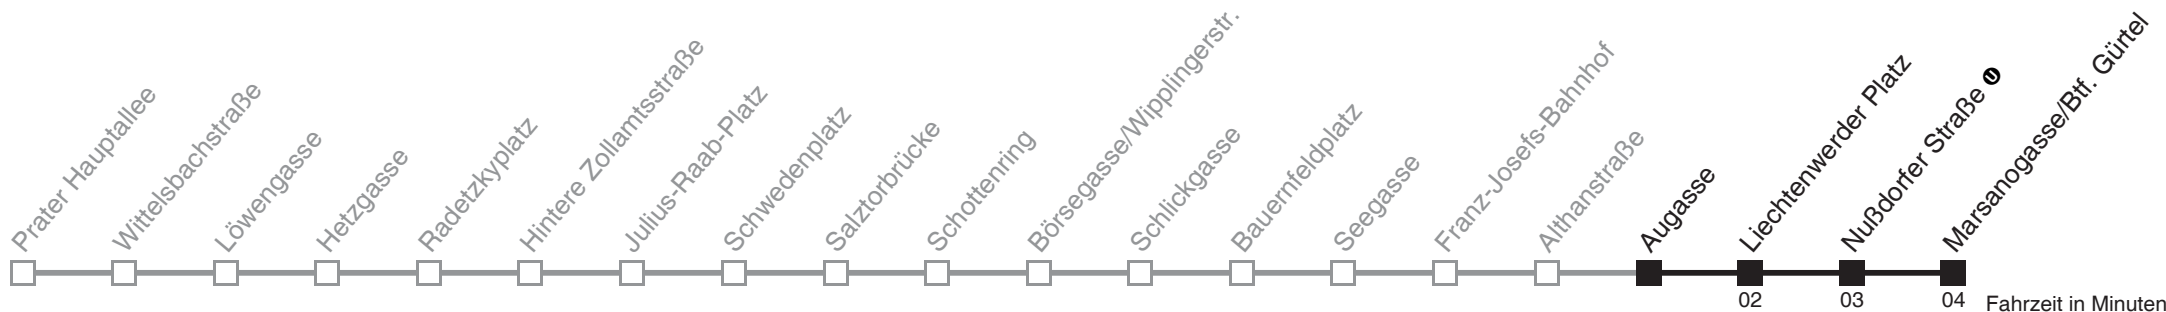 Prater Hauptallee
Wittelsbachstraße
Löwengasse
Hetzgasse
Radetzkyplatz
Hintere Zollamtsstraße
Julius-Raab-Platz
Schwedenplatz
Salztorbrücke
Schottenring
Börsegasse/Wipplingerstr.
Schlickgasse
Bauernfeldplatz
Seegasse
Franz-Josefs-Bahnhof
Althanstraße
Augasse
Liechtenwerder Platz
Nußdorfer Straße U
Marsanogasse/Btf. Gürtel
02 03 04 Fahrzeit in Minuten